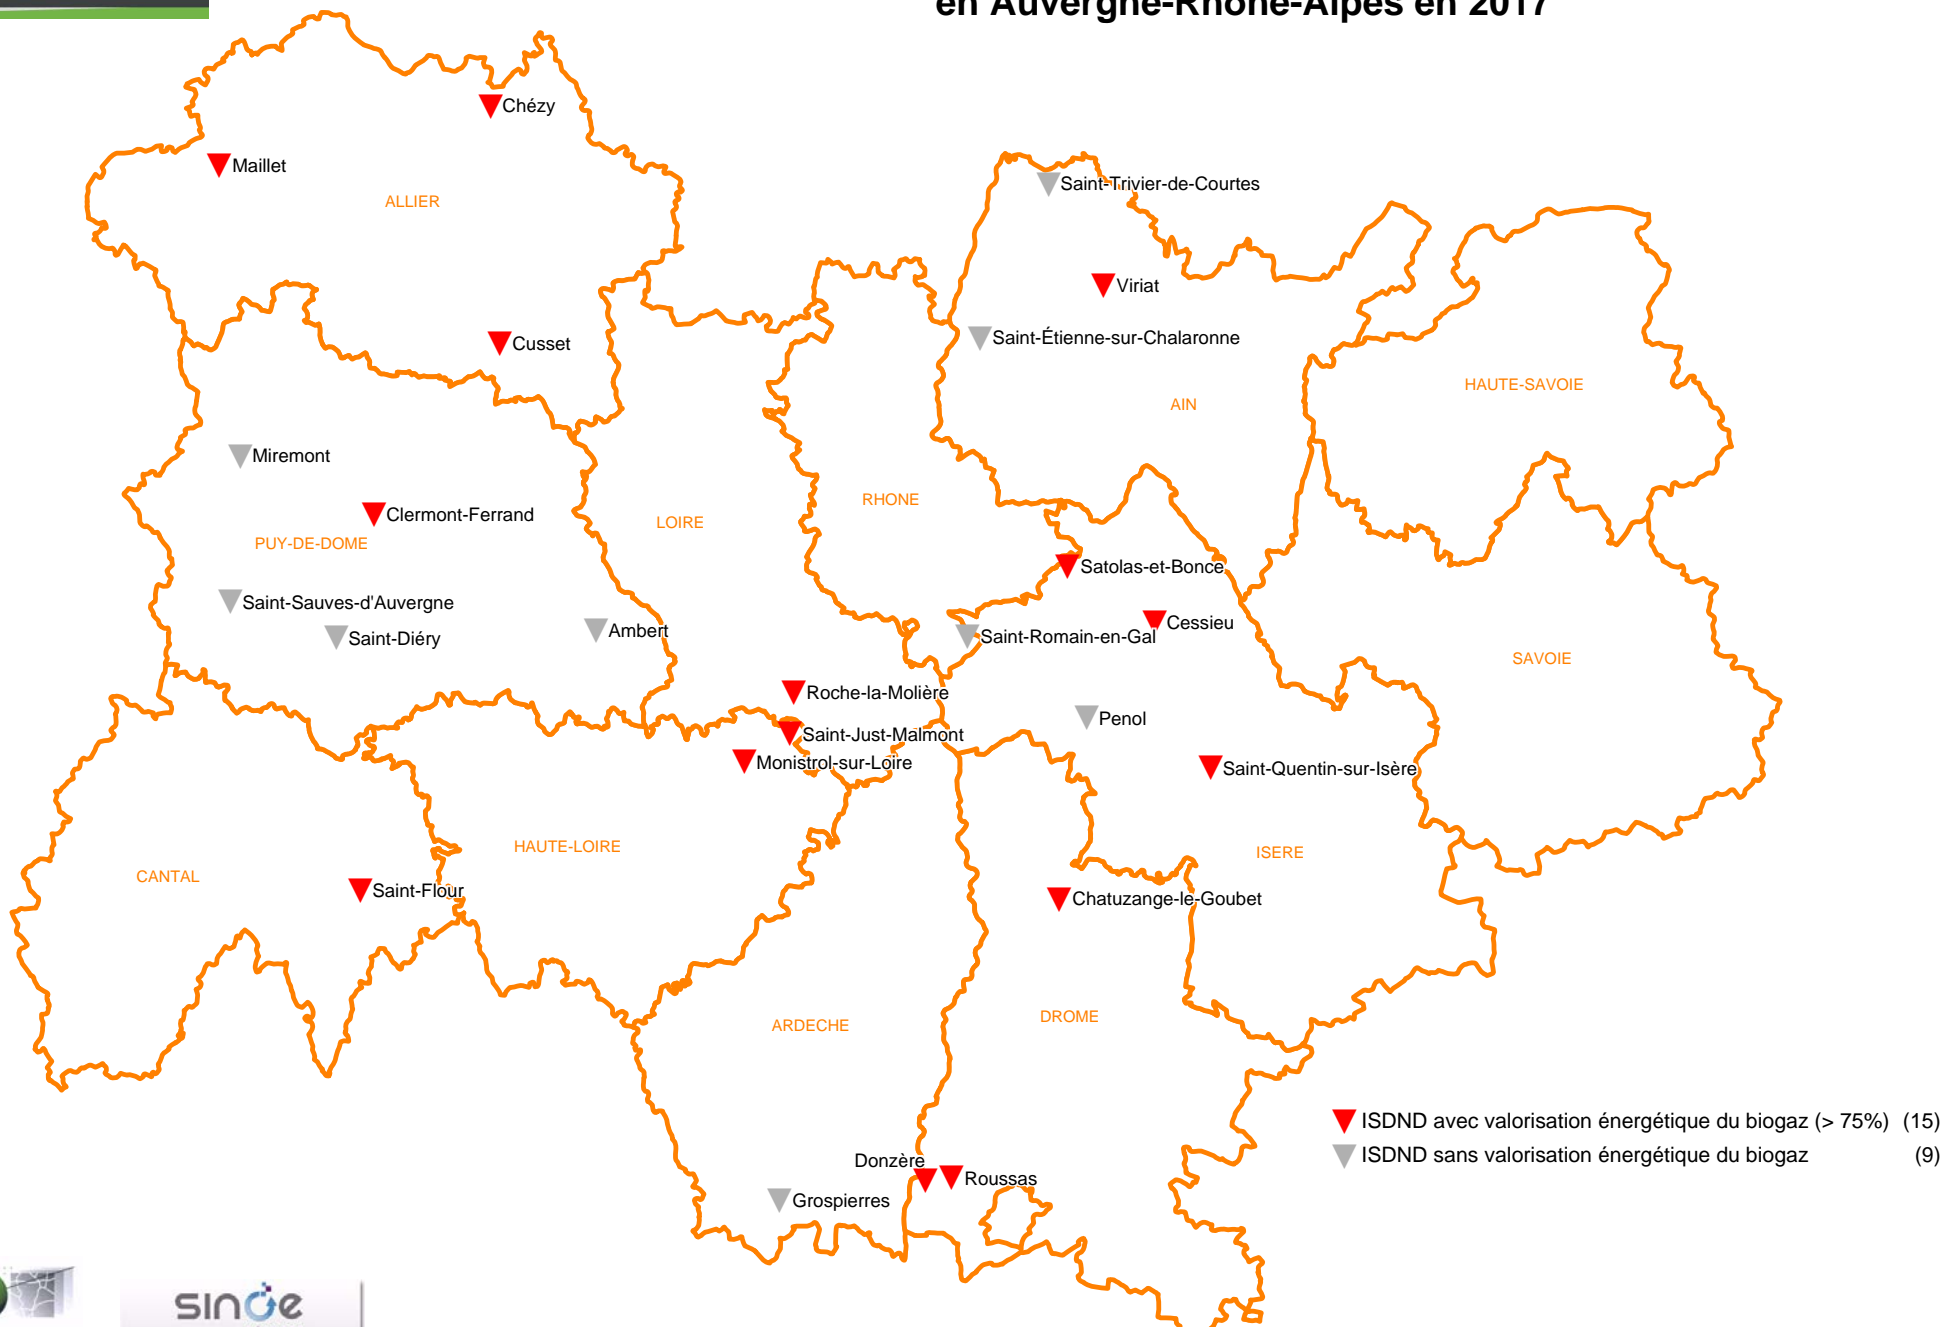 en Auvergne-Rhône-Alpes en 2017
Chézy
Maillet
Saint-Trivier-de-Courtes
ALLIER
Viriat
Saint-Étienne-sur-Chalaronne
Cusset
HAUTE-SAVOIE
AIN
Miremont
RHONE
Clermont-Ferrand
LOIRE
PUY-DE-DOME
Satolas-et-Bonce
Saint-Sauves-d'Auvergne
Cessieu
Ambert
Saint-Romain-en-Gal
Saint-Diéry
SAVOIE
Roche-la-Molière
Penol
Saint-Just-Malmont
Monistrol-sur-Loire
Saint-Quentin-sur-Isère
HAUTE-LOIRE
ISERE
CANTAL
Saint-Flour
Chatuzange-le-Goubet
ARDECHE
DROME
ISDND avec valorisation énergétique du biogaz (> 75%) (15)
ISDND sans valorisation énergétique du biogaz (9)
Donzère
Roussas
Grospierres
sinoe